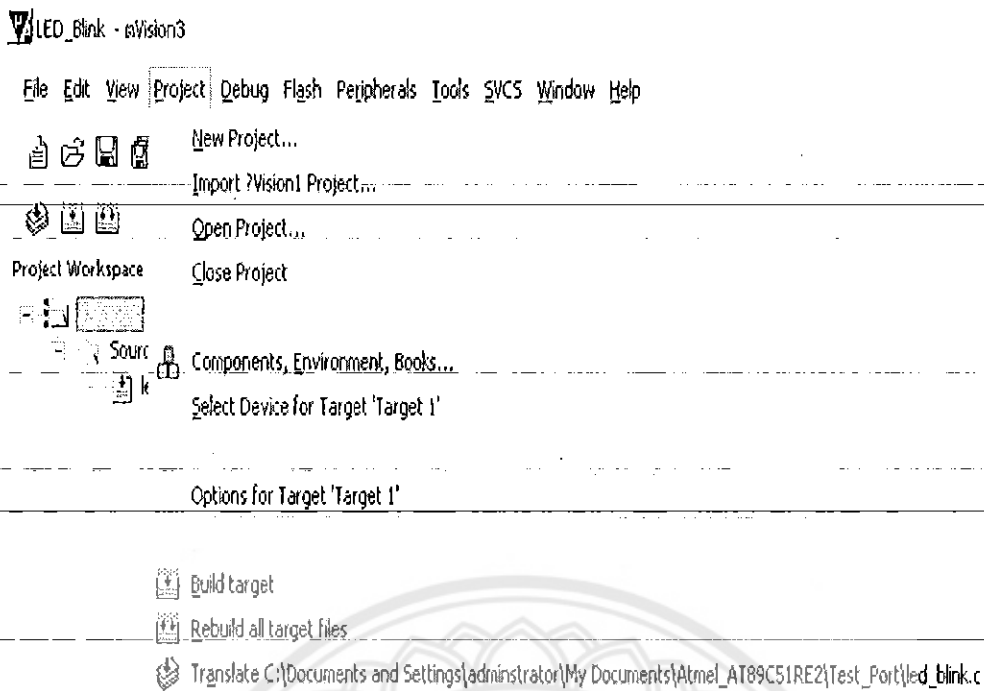 LED_Blink - µVision3
File Edit View Project Debug Flash Peripherals Tools SVCS Window Help
New Project...
Import ?Vision1 Project...
Open Project...
Project Workspace
Close Project
Sourc
Components, Environment, Books...
Select Device for Target 'Target 1'
Options for Target 'Target 1'
Build target
Rebuild all target files
Translate C:\Documents and Settings\adminstrator\My Documents\Atmel_AT89C51RE2\Test_Port\led_blink.c